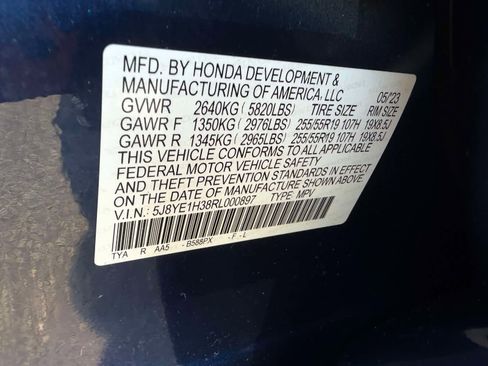 MFD. BY HONDA DEVELOPMENT &
MANUFACTURING OF AMERICA, LLC 05/23
GVWR 2640KG ( 5820LBS) TIRE SIZE RIM SIZE
GAWR F 1350KG ( 2976LBS) 255/55R19 107H 19X8.5J
GAWR R 1345KG ( 2965LBS) 255/55R19 107H 19X8.5J
THIS VEHICLE CONFORMS TO ALL APPLICABLE
FEDERAL MOTOR VEHICLE SAFETY
AND THEFT PREVENTION STANDARDS IN EFFECT
ON THE DATE OF MANUFACTURE SHOWN ABOVE.
V.I.N.: 5J8YE1H38RL000897 TYPE MPV
TYA R AA5 - B588PX - F - L